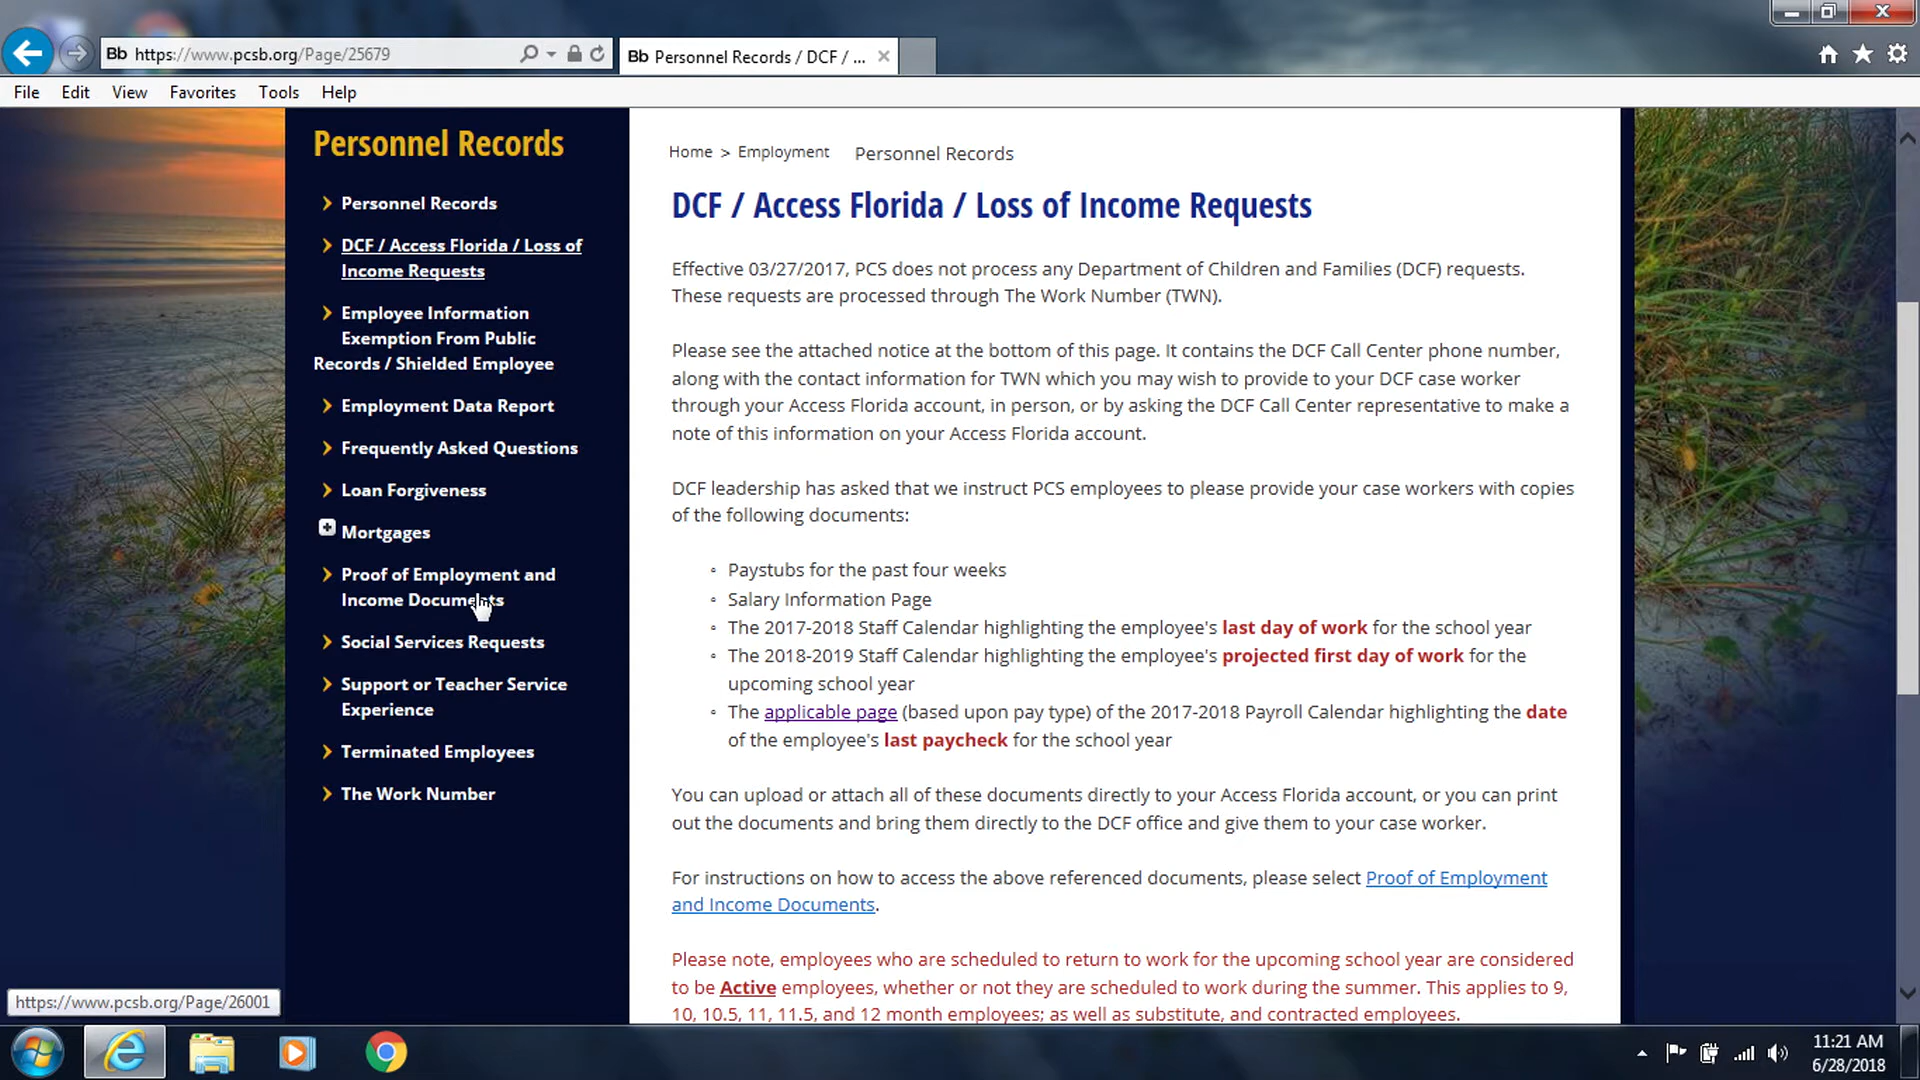 Bb https://www.pcsb.org/Page/25679
Bb Personnel Records / DCF / ...
File Edit View Favorites Tools Help
Personnel Records
Personnel Records
DCF / Access Florida / Loss of
Income Requests
Employee Information
Exemption From Public
Records / Shielded Employee
Employment Data Report
Frequently Asked Questions
Loan Forgiveness
Mortgages
Proof of Employment and
Income Documents
Social Services Requests
Support or Teacher Service
Experience
Terminated Employees
The Work Number
Home > Employment Personnel Records
DCF / Access Florida / Loss of Income Requests
Effective 03/27/2017, PCS does not process any Department of Children and Families (DCF) requests.
These requests are processed through The Work Number (TWN).
Please see the attached notice at the bottom of this page. It contains the DCF Call Center phone number,
along with the contact information for TWN which you may wish to provide to your DCF case worker
through your Access Florida account, in person, or by asking the DCF Call Center representative to make a
note of this information on your Access Florida account.
DCF leadership has asked that we instruct PCS employees to please provide your case workers with copies
of the following documents:
Paystubs for the past four weeks
Salary Information Page
The 2017-2018 Staff Calendar highlighting the employee's last day of work for the school year
The 2018-2019 Staff Calendar highlighting the employee's projected first day of work for the
upcoming school year
The applicable page (based upon pay type) of the 2017-2018 Payroll Calendar highlighting the date
of the employee's last paycheck for the school year
You can upload or attach all of these documents directly to your Access Florida account, or you can print
out the documents and bring them directly to the DCF office and give them to your case worker.
For instructions on how to access the above referenced documents, please select Proof of Employment
and Income Documents.
Please note, employees who are scheduled to return to work for the upcoming school year are considered
to be Active employees, whether or not they are scheduled to work during the summer. This applies to 9,
10, 10.5, 11, 11.5, and 12 month employees; as well as substitute, and contracted employees.
https://www.pcsb.org/Page/26001
11:21 AM
6/28/2018